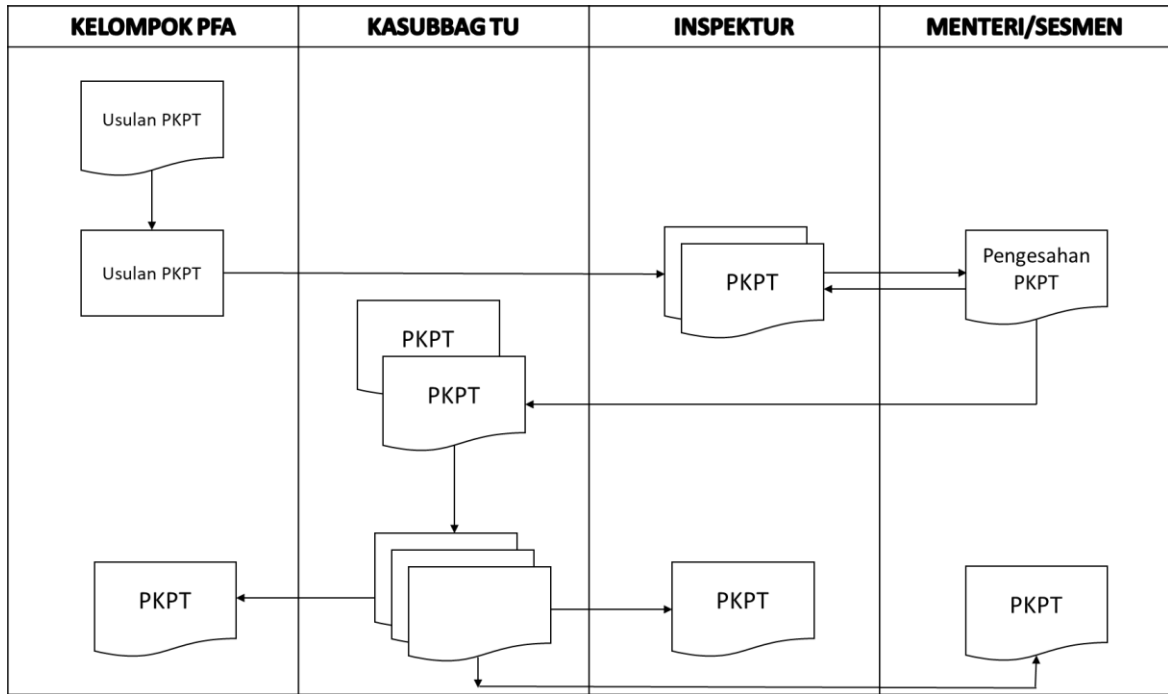 KELOMPOK PFA
KASUBBAG TU
INSPEKTUR
MENTERI/SESMEN
Usulan PKPT
Usulan PKPT
PKPT
Pengesahan
PKPT
PKPT
PKPT
PKPT
PKPT
PKPT